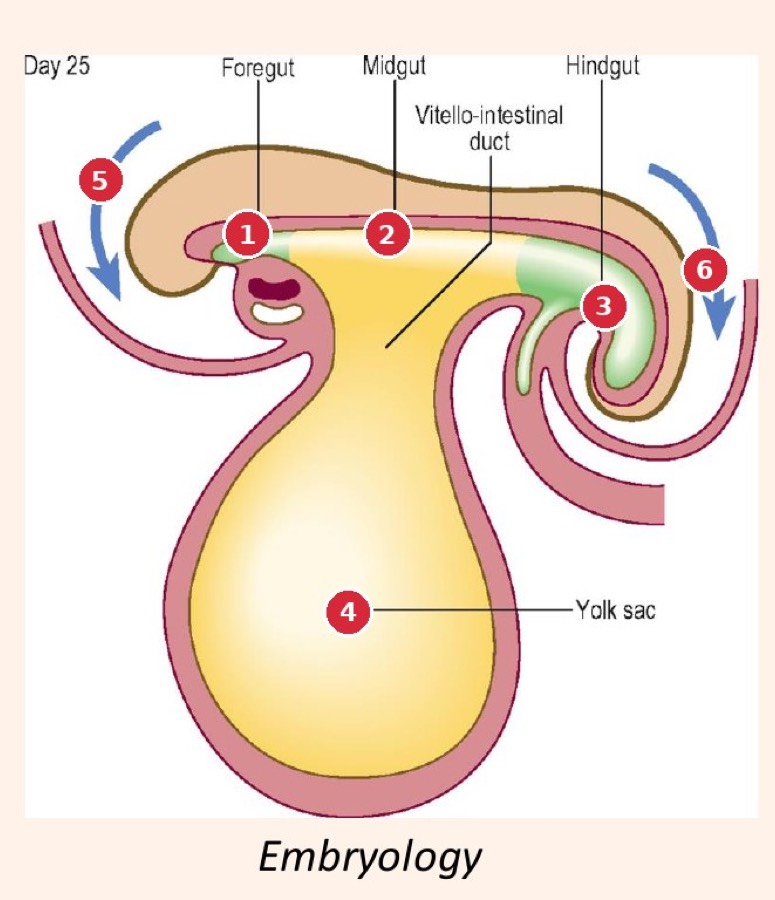 Day 25
Foregut
Midgut
Hindgut
Vitello-intestinal
duct
5
1
2
6
3
4
Yolk sac
Embryology